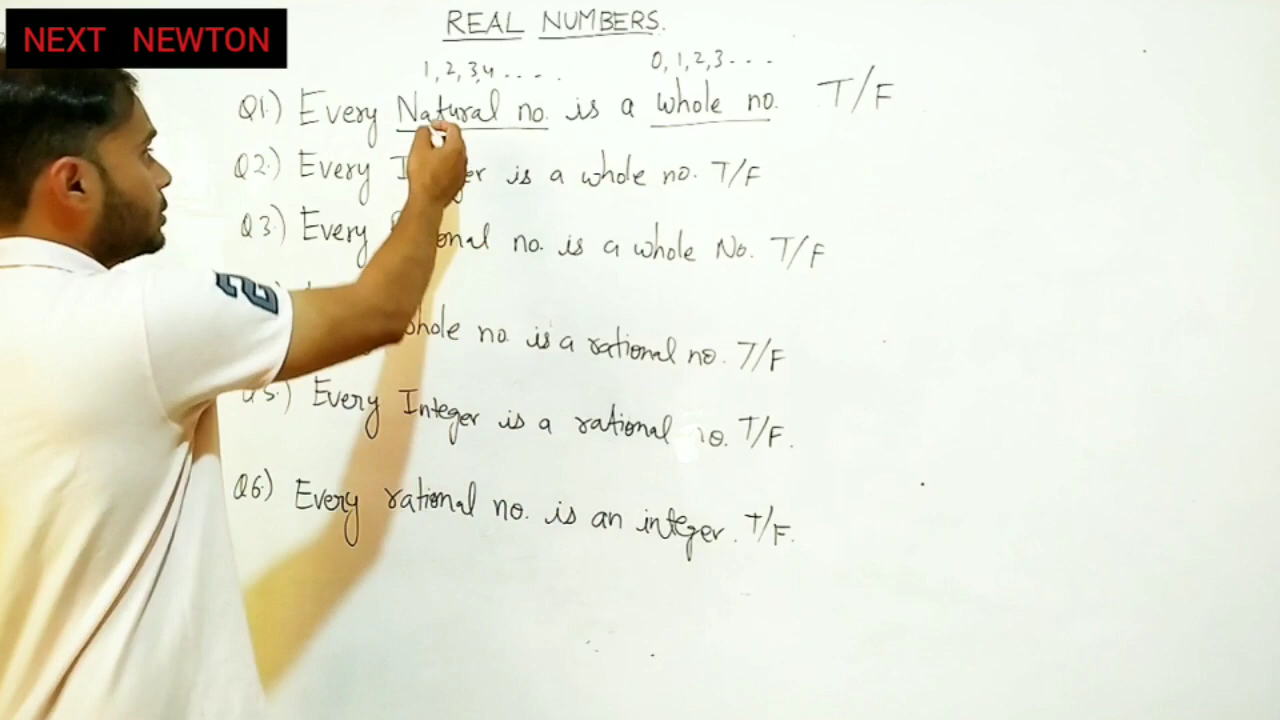 NEXT NEWTON
REAL NUMBERS.
1, 2, 3, 4 . . . . .
0, 1, 2, 3 - - -
Q1.) Every Natural no. is a whole no. T/F
Q2.) Every is a whole no. T/F
Q3.) Every no. is a whole No. T/F
no. is a rational no. T/F
Every Integer is a rational no. T/F.
Q6.) Every rational no. is an integer. T/F.